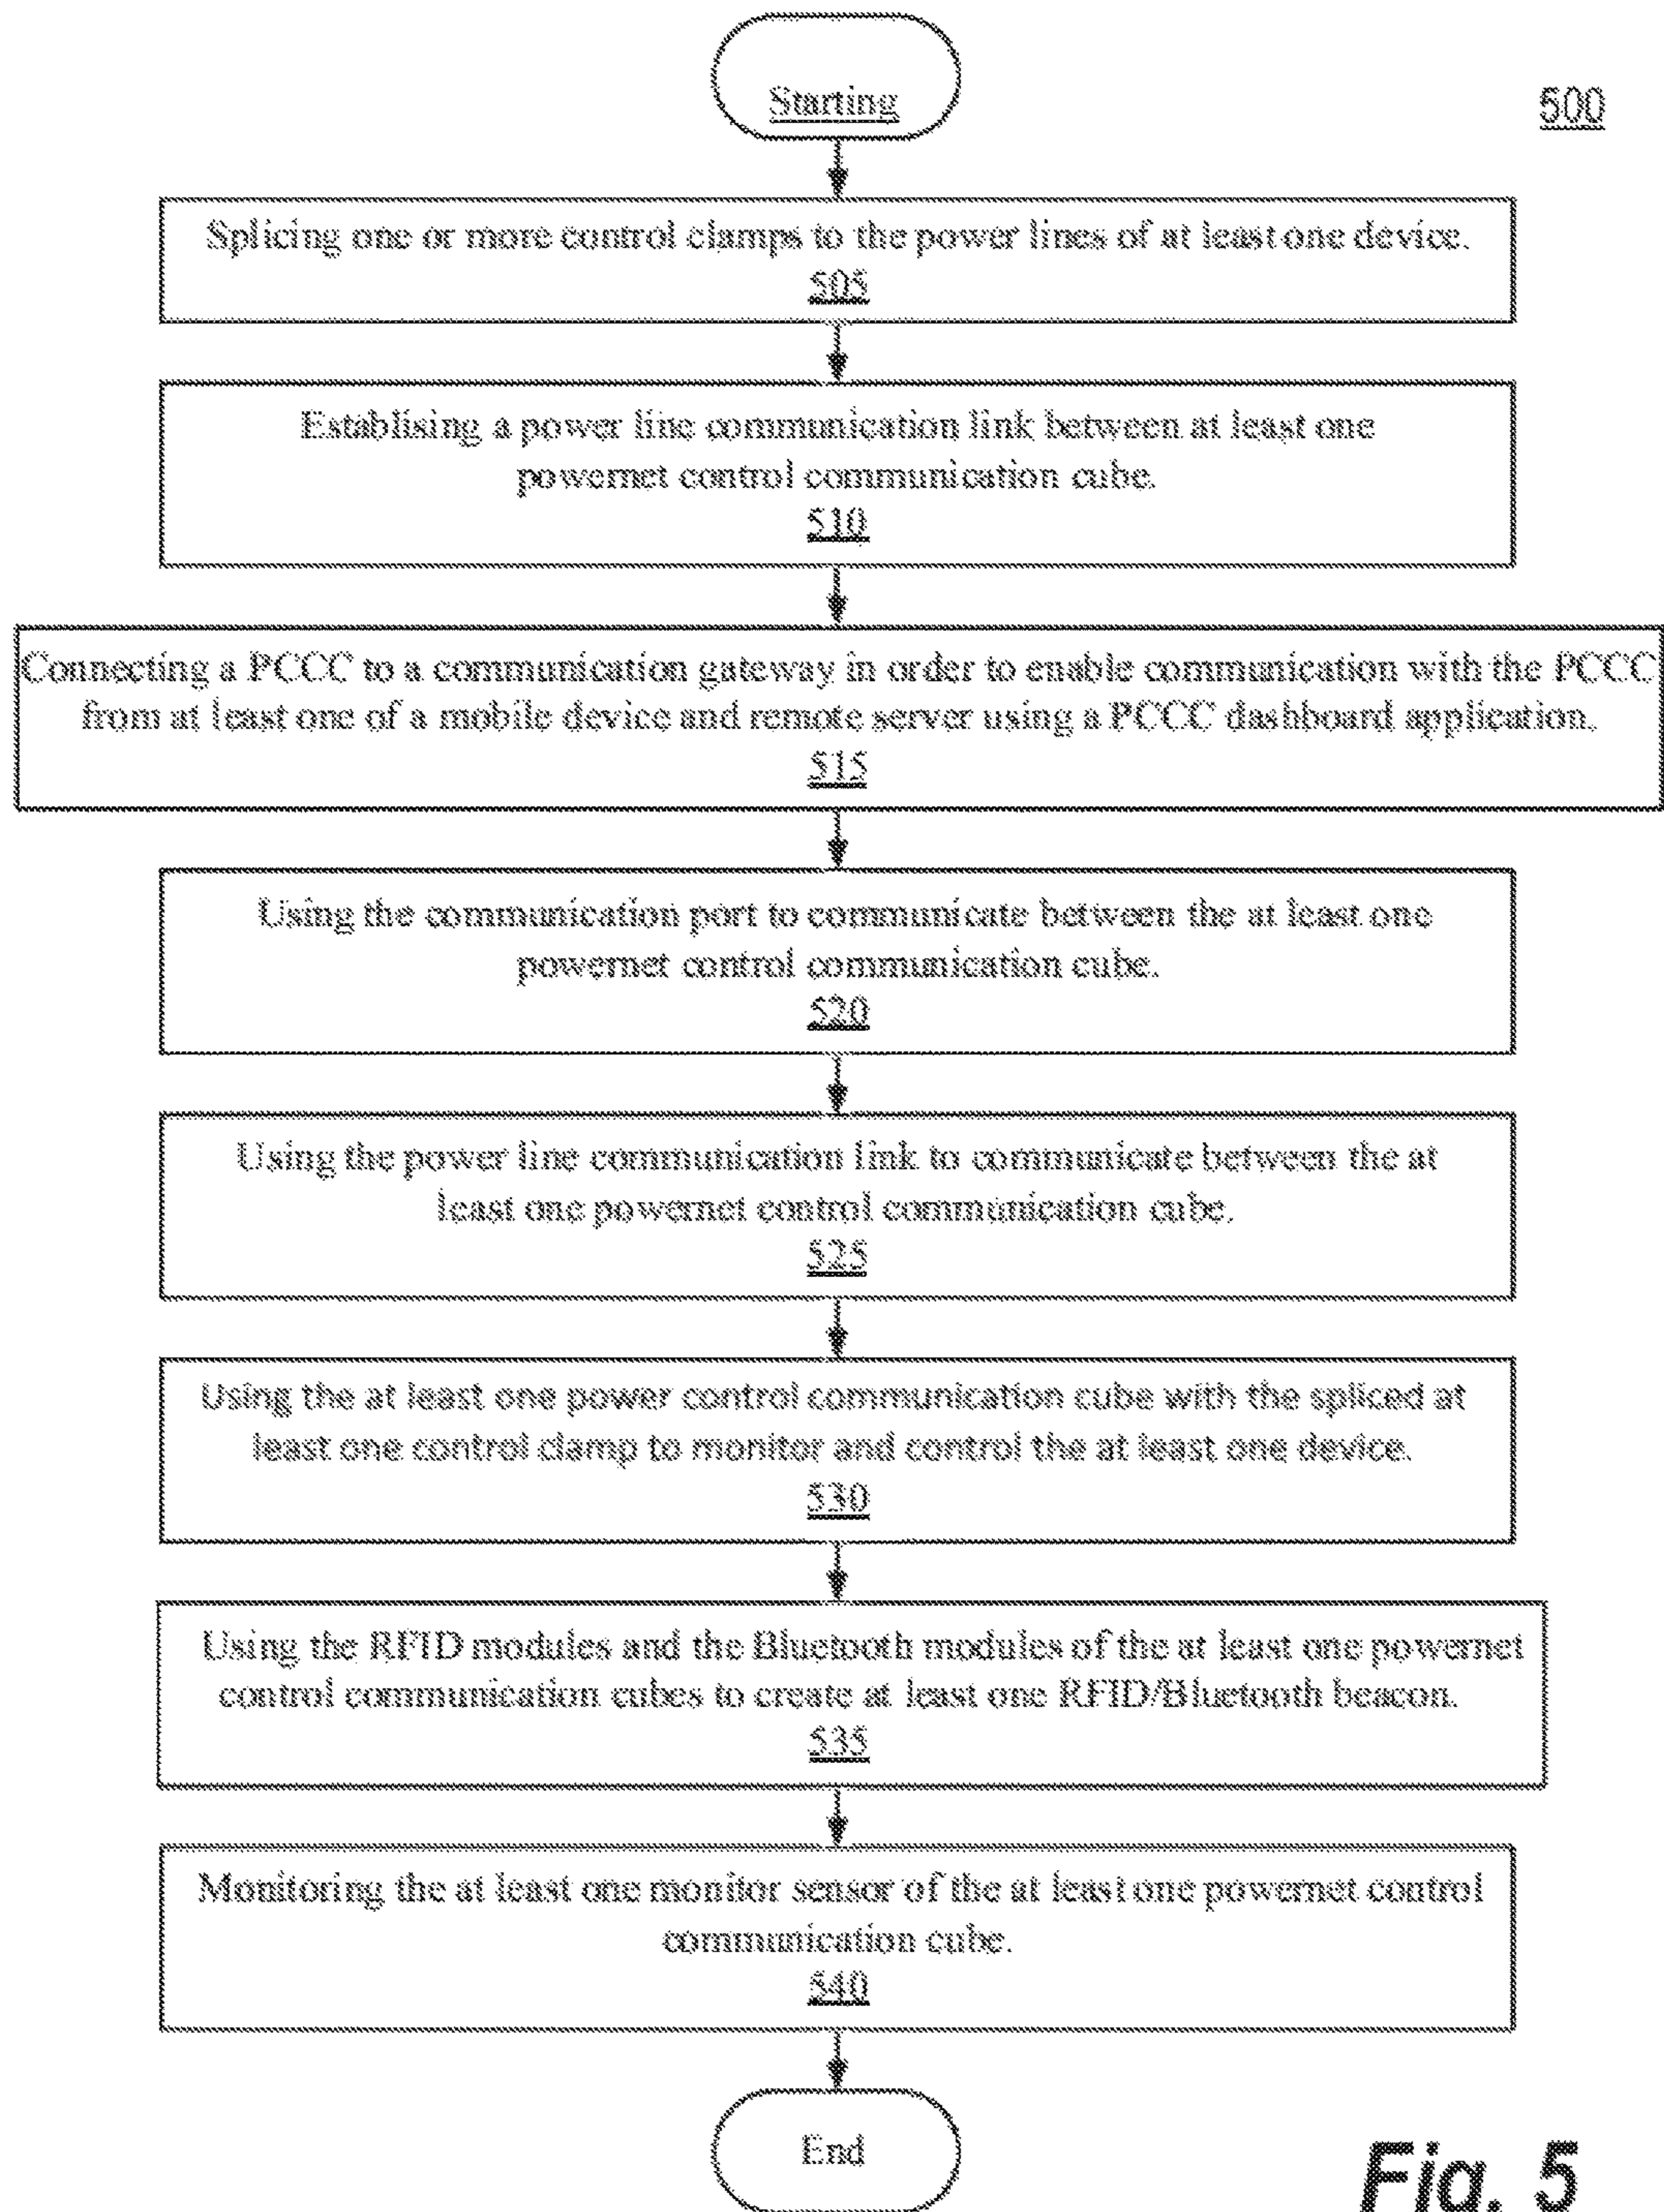 Starting
500
Splicing one or more control clamps to the power lines of at least one device.
505
Establising a power line communication link between at least one
powernet control communication cube.
510
Connecting a PCCC to a communication gateway in order to enable communication with the PCCC
from at least one of a mobile device and remote server using a PCCC dashboard application.
515
Using the communication port to communicate between the at least one
powernet control communication cube.
520
Using the power line communication link to communicate between the at
least one powernet control communication cube.
525
Using the at least one power control communication cube with the spliced at
least one control clamp to monitor and control the at least one device.
530
Using the RFID modules and the Bluetooth modules of the at least one powernet
control communication cubes to create at least one RFID/Bluetooth beacon.
535
Monitoring the at least one monitor sensor of the at least one powernet control
communication cube.
540
End
Fig. 5